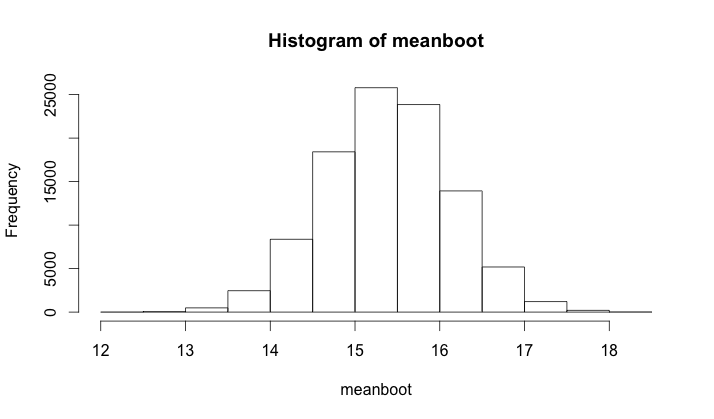 Histogram of meanboot
Frequency
25000
15000
5000
0
12 13 14 15 16 17 18
meanboot